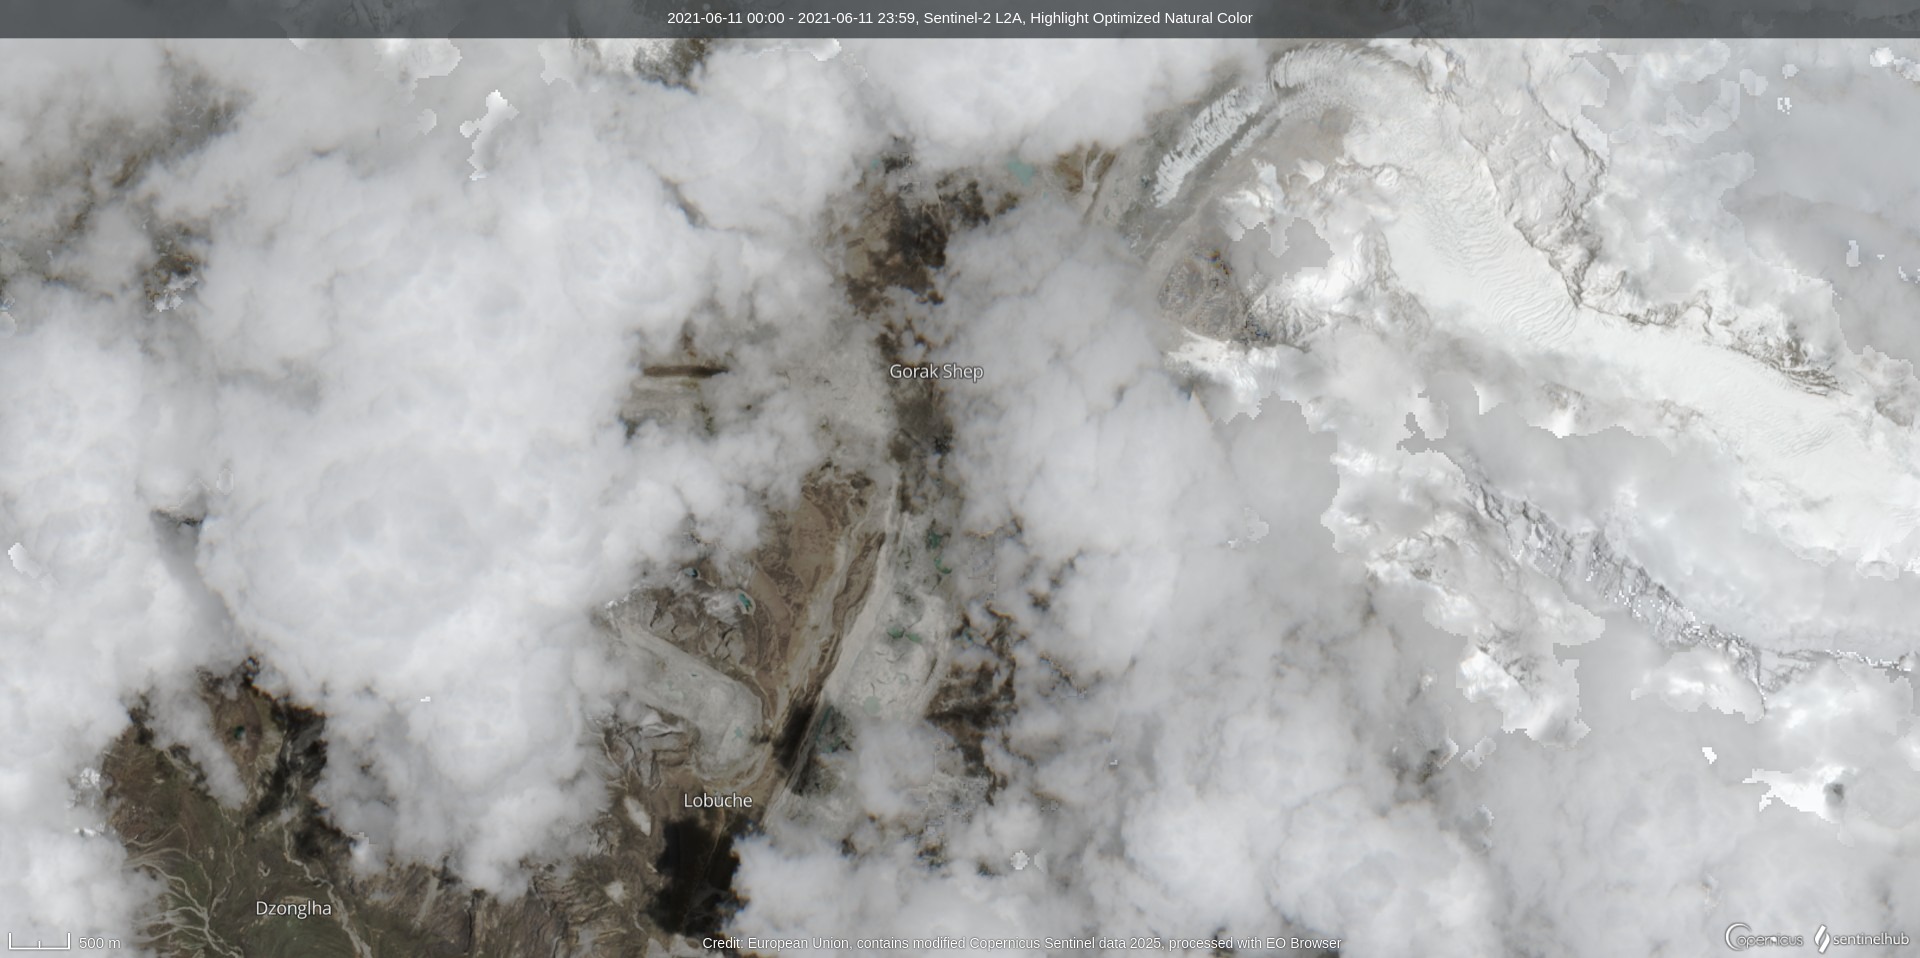 2021-06-11 00:00 - 2021-06-11 23:59, Sentinel-2 L2A, Highlight Optimized Natural Color
Gorak Shep
Lobuche
Dzonglha
500 m
Credit: European Union, contains modified Copernicus Sentinel data 2025, processed with EO Browser
Copernicus
sentinelhub